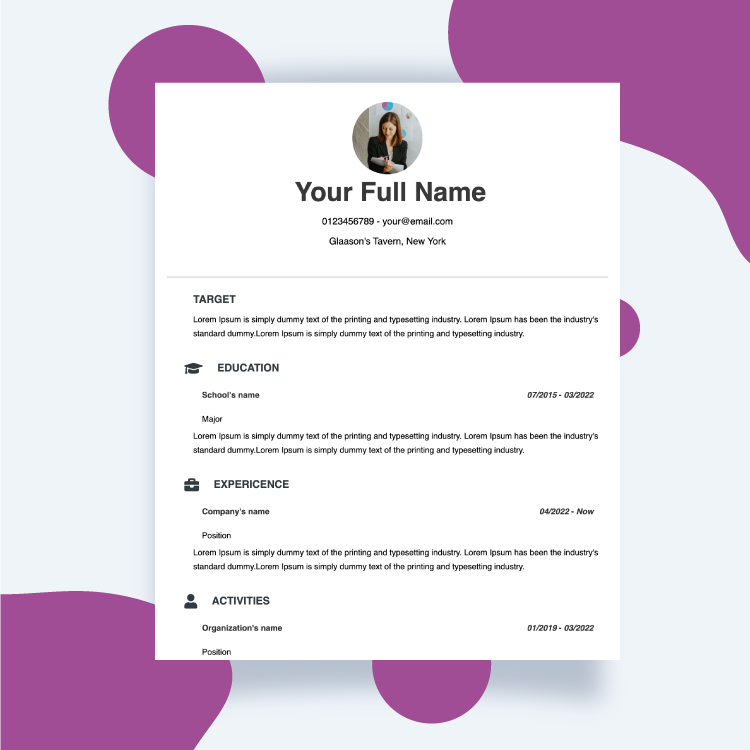 Your Full Name
0123456789 - your@email.com
Glaason's Tavern, New York
TARGET
Lorem Ipsum is simply dummy text of the printing and typesetting industry. Lorem Ipsum has been the industry's
standard dummy.Lorem Ipsum is simply dummy text of the printing and typesetting industry.
EDUCATION
School's name 07/2015 - 03/2022
Major
Lorem Ipsum is simply dummy text of the printing and typesetting industry. Lorem Ipsum has been the industry's
standard dummy.Lorem Ipsum is simply dummy text of the printing and typesetting industry.
EXPERICENCE
Company's name 04/2022 - Now
Position
Lorem Ipsum is simply dummy text of the printing and typesetting industry. Lorem Ipsum has been the industry's
standard dummy.Lorem Ipsum is simply dummy text of the printing and typesetting industry.
ACTIVITIES
Organization's name 01/2019 - 03/2022
Position